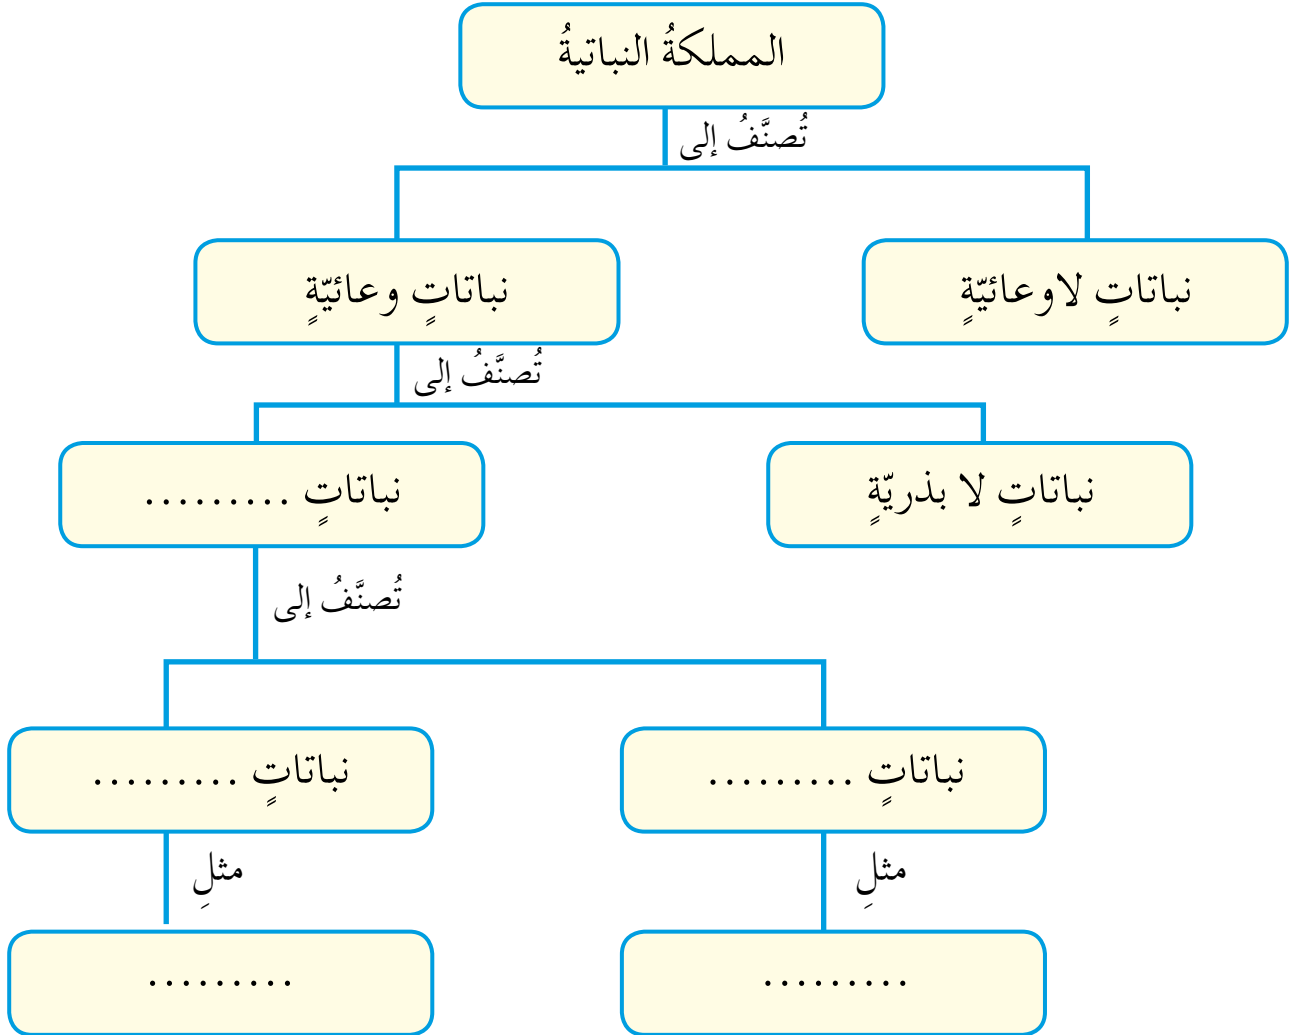 المملكةُ النباتيةُ
تُصنَّفُ إلى
نباتاتٍ لاوعائيّةٍ
نباتاتٍ وعائيّةٍ
تُصنَّفُ إلى
نباتاتٍ لا بذريّةٍ
نباتاتٍ .........
تُصنَّفُ إلى
نباتاتٍ .........
نباتاتٍ .........
مثلِ
مثلِ
.........
.........